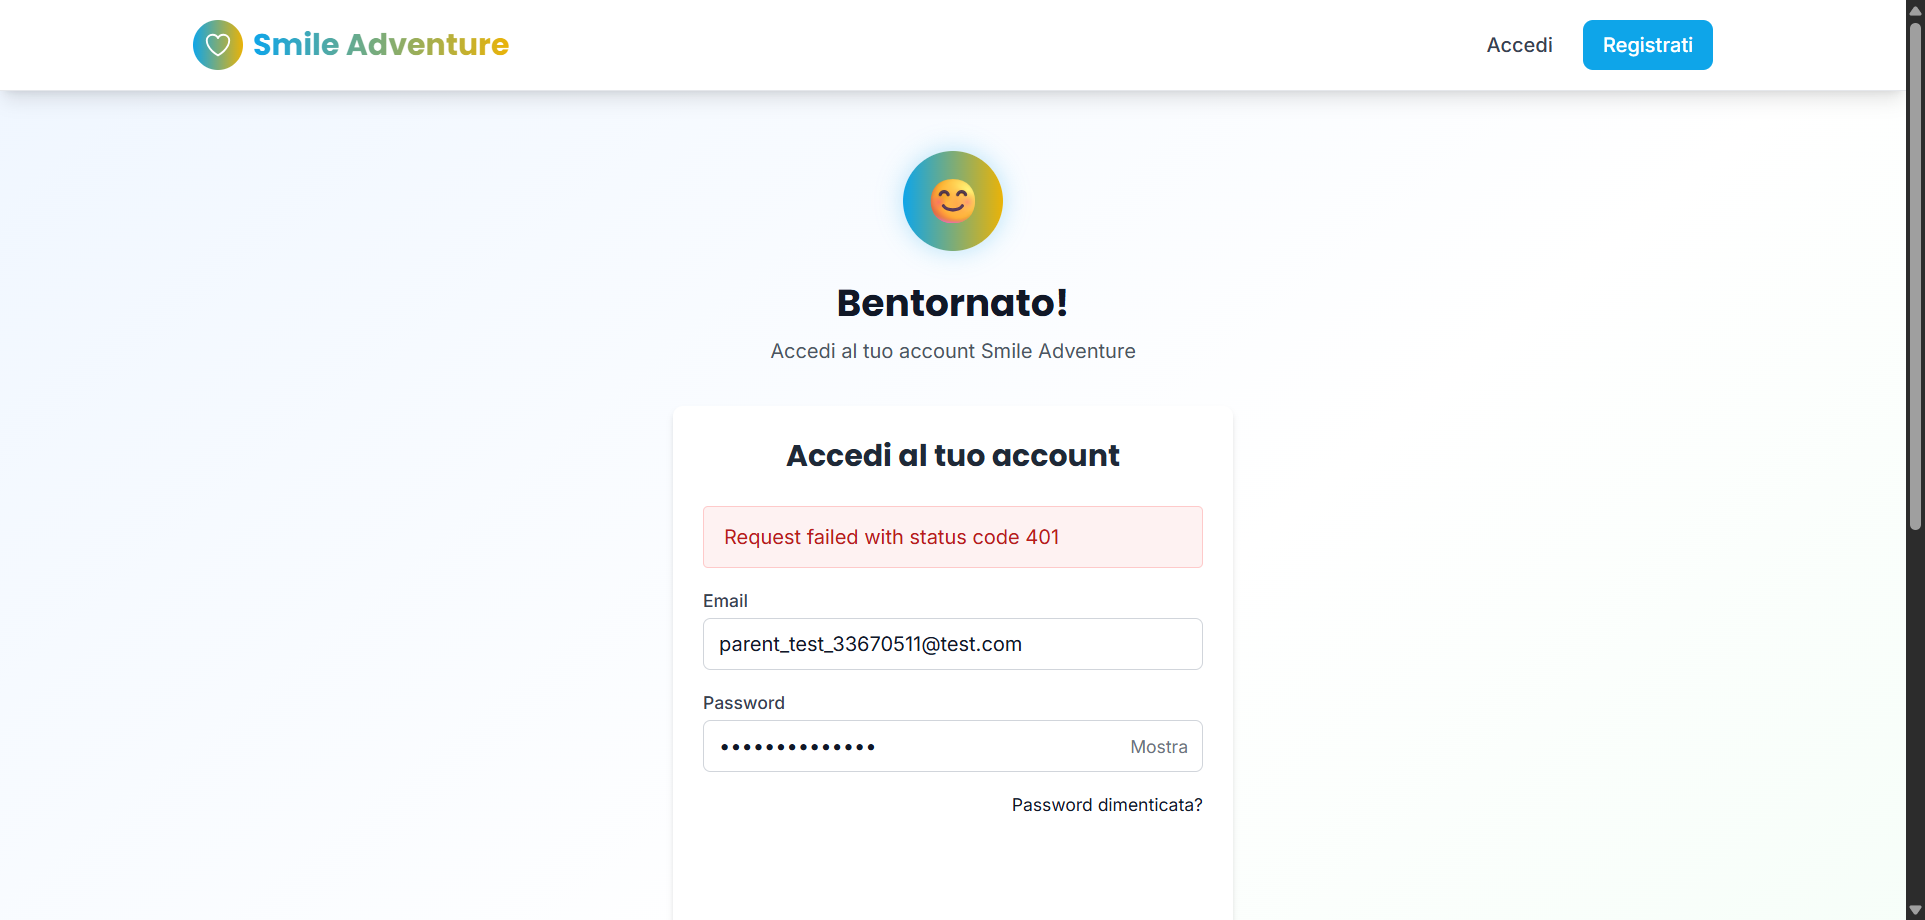 Smile Adventure
Accedi
Registrati
Bentornato!
Accedi al tuo account Smile Adventure
Accedi al tuo account
Request failed with status code 401
Email
parent_test_33670511@test.com
Password
••••••••••••••
Mostra
Password dimenticata?